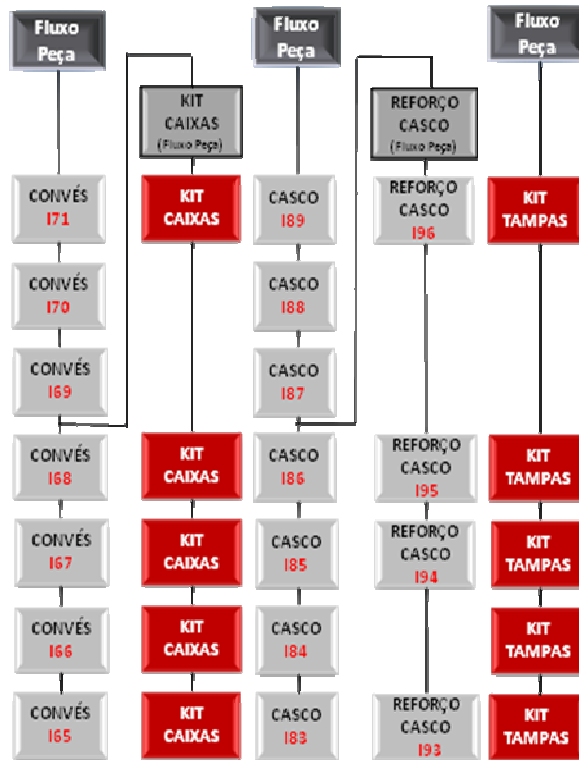 Fluxo
Peça
CONVÉS
I71
CONVÉS
I70
CONVÉS
I69
CONVÉS
I68
CONVÉS
I67
CONVÉS
I66
CONVÉS
I65
KIT
CAIXAS
(Fluxo Peça)
KIT
CAIXAS
KIT
CAIXAS
KIT
CAIXAS
KIT
CAIXAS
KIT
CAIXAS
Fluxo
Peça
CASCO
I89
CASCO
I88
CASCO
I87
CASCO
I86
CASCO
I85
CASCO
I84
CASCO
I83
REFORÇO
CASCO
(Fluxo Peça)
REFORÇO
CASCO
I96
REFORÇO
CASCO
I95
REFORÇO
CASCO
I94
REFORÇO
CASCO
I93
Fluxo
Peça
KIT
TAMPAS
KIT
TAMPAS
KIT
TAMPAS
KIT
TAMPAS
KIT
TAMPAS